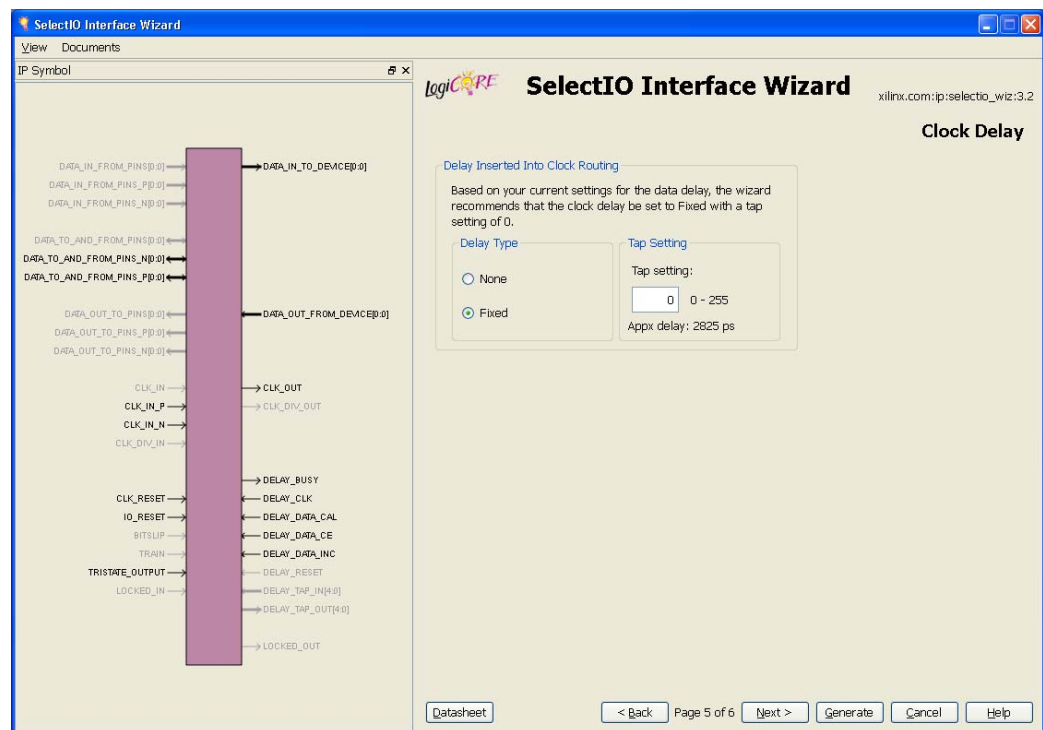 SelectIO Interface Wizard
View Documents
IP Symbol
DATA_IN_FROM_PINS[0:0]
DATA_IN_FROM_PINS_P[0:0]
DATA_IN_FROM_PINS_N[0:0]
DATA_TO_AND_FROM_PINS[0:0]
DATA_TO_AND_FROM_PINS_N[0:0]
DATA_TO_AND_FROM_PINS_P[0:0]
DATA_OUT_TO_PINS[0:0]
DATA_OUT_TO_PINS_P[0:0]
DATA_OUT_TO_PINS_N[0:0]
CLK_IN
CLK_IN_P
CLK_IN_N
CLK_DIV_IN
CLK_RESET
IO_RESET
BITSLIP
TRAIN
TRISTATE_OUTPUT
LOCKED_IN
DATA_IN_TO_DEVICE[0:0]
DATA_OUT_FROM_DEVICE[0:0]
CLK_OUT
CLK_DIV_OUT
DELAY_BUSY
DELAY_CLK
DELAY_DATA_CAL
DELAY_DATA_CE
DELAY_DATA_INC
DELAY_RESET
DELAY_TAP_IN[4:0]
DELAY_TAP_OUT[4:0]
LOCKED_OUT
LogiCORE
SelectIO Interface Wizard
xilinx.com:ip:selectio_wiz:3.2
Clock Delay
Delay Inserted Into Clock Routing
Based on your current settings for the data delay, the wizard
recommends that the clock delay be set to Fixed with a tap
setting of 0.
Delay Type
None
Fixed
Tap Setting
Tap setting:
0 0 - 255
Appx delay: 2825 ps
Datasheet
< Back Page 5 of 6 Next > Generate Cancel Help